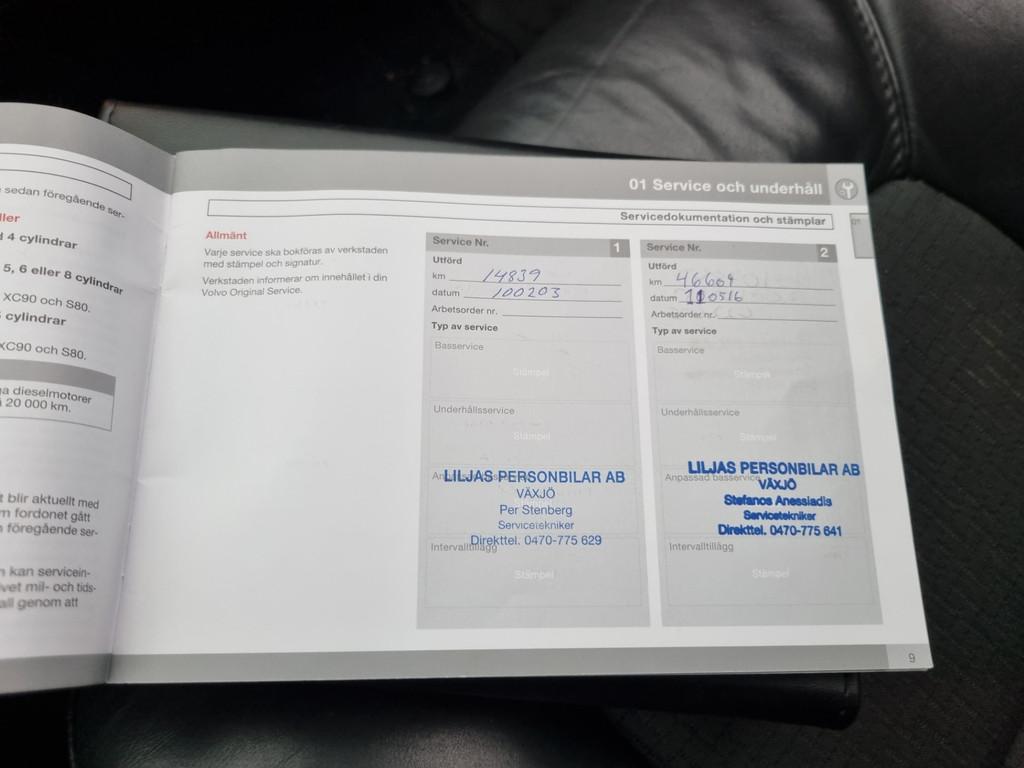 sedan föregående ser-
ller
4 cylindrar
5, 6 eller 8 cylindrar
XC90 och S80.
cylindrar
XC90 och S80.
a dieselmotorer
20 000 km.
t blir aktuellt med
m fordonet gått
föregående ser-
kan servicein-
vet mil- och tids-
all genom att
01 Service och underhåll
01
Servicedokumentation och stämplar
Allmänt
Varje service ska bokföras av verkstaden
med stämpel och signatur.
Verkstaden informerar om innehållet i din
Volvo Original Service.
Service Nr. 1
Utförd
km 14839
datum 100203
Arbetsorder nr.
Typ av service
Basservice
Stämpel
Underhållsservice
Stämpel
LILJAS PERSONBILAR AB
VÄXJÖ
Per Stenberg
Servicetekniker
Direkttel. 0470-775 629
Intervalltillägg
Stämpel
Service Nr. 2
Utförd
km 46609
datum 110516
Arbetsorder nr.
Typ av service
Basservice
Stämpel
Underhållsservice
Stämpel
Anpassad basservice
LILJAS PERSONBILAR AB
VÄXJÖ
Stefanos Anessiadis
Servicetekniker
Direkttel. 0470-775 641
Intervalltillägg
Stämpel
9